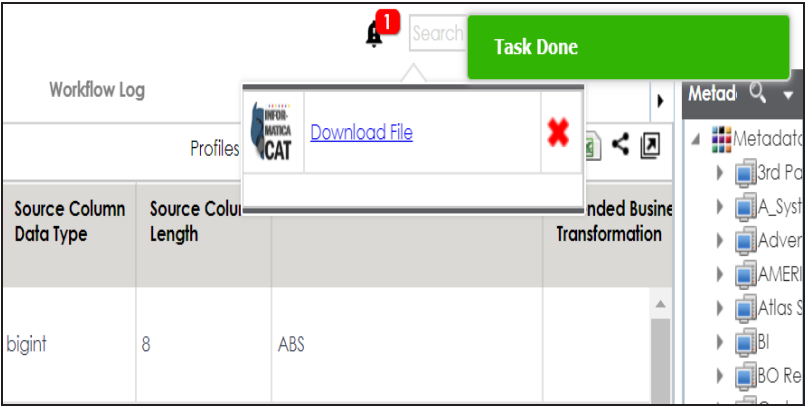 1
Search
Task Done
Workflow Log
Metad
INFOR-
MATICA
CAT
Download File
Profiles
Metadata
3rd Pa
Source Column
Data Type
Source Colu
Length
nded Busine
Transformation
A_Syst
Adver
AMERI
Atlas S
bigint
8
ABS
BI
BO Re